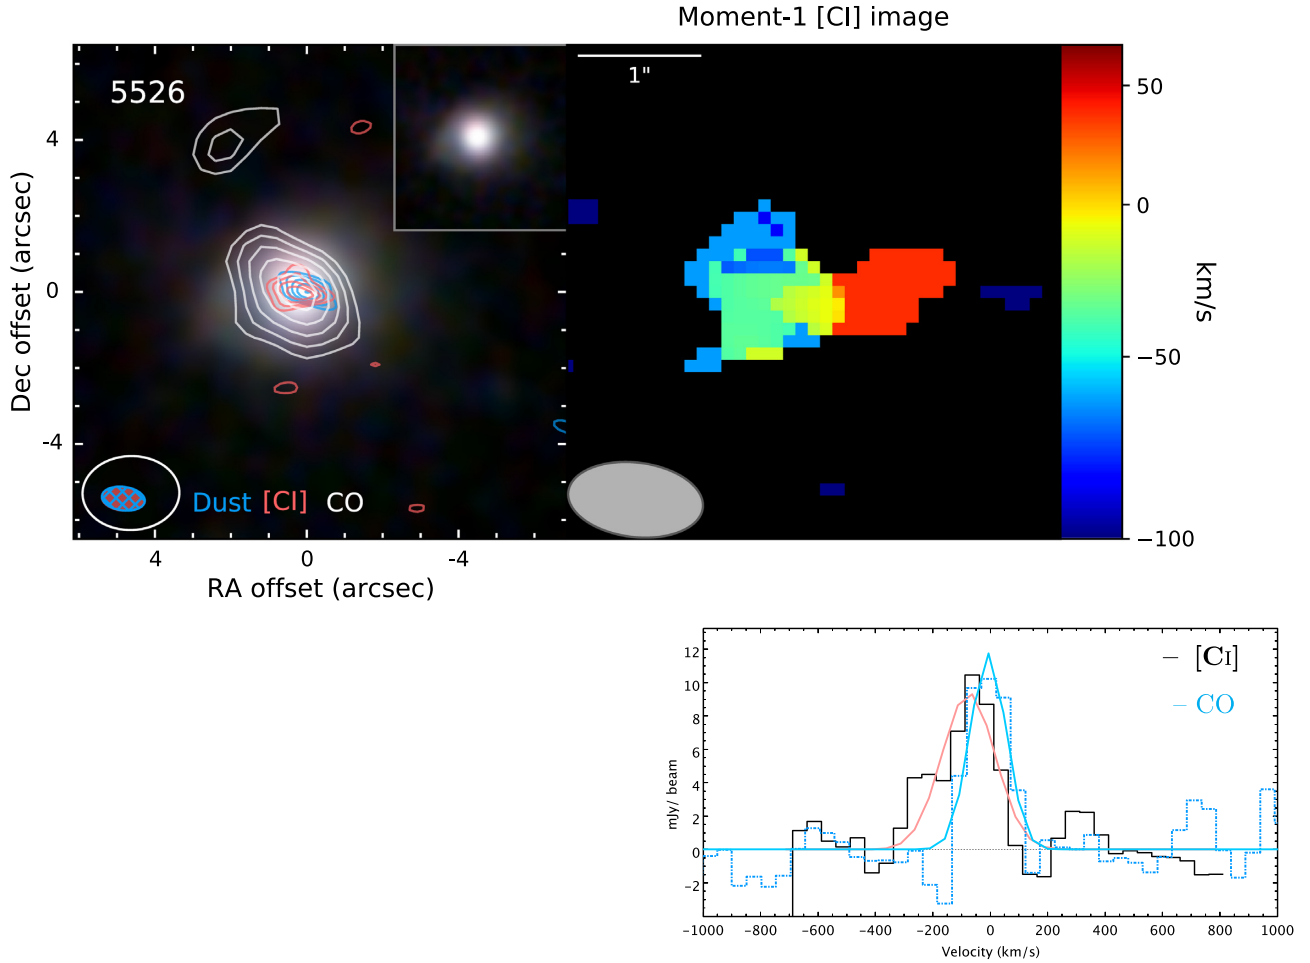 Moment-1 [CI] image
5526
1"
Dec offset (arcsec)
4
0
-4
Dust [CI] CO
4
0
-4
RA offset (arcsec)
50
0
−50
−100
km/s
[CI]
CO
mJy/ beam
12
10
8
6
4
2
0
−2
−1000 −800 −600 −400 −200 0 200 400 600 800 1000
Velocity (km/s)